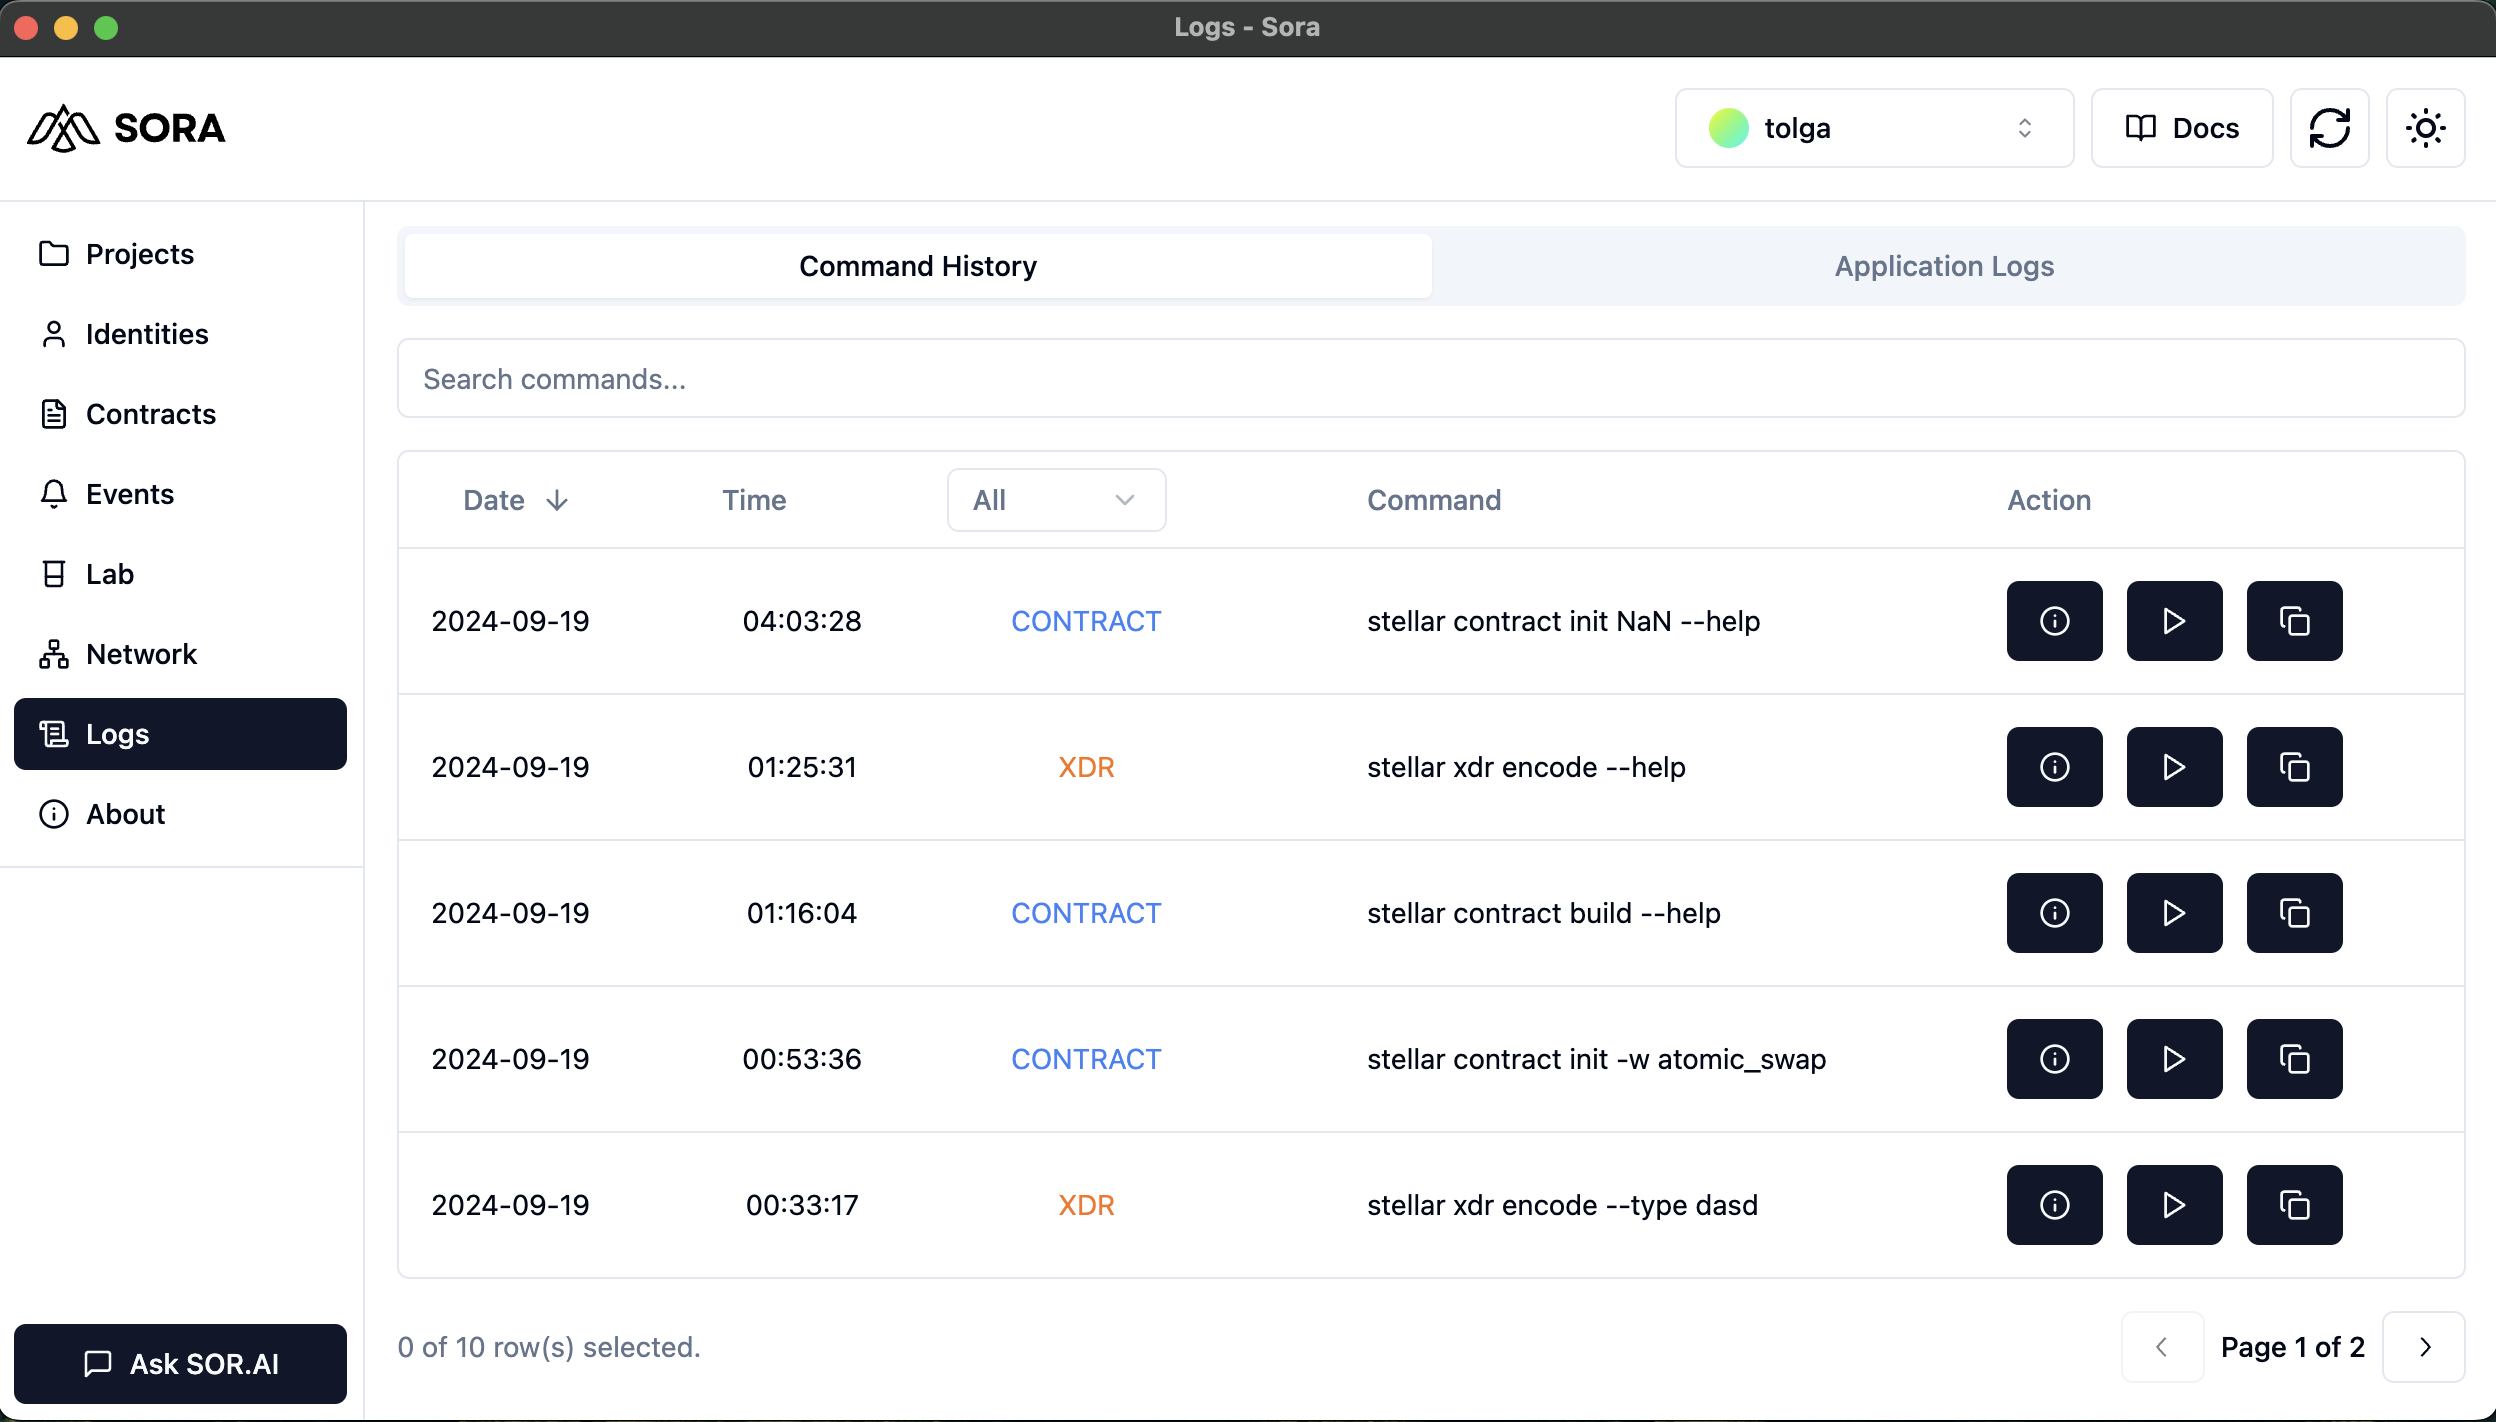 Logs - Sora
SORA
tolga
Docs
Projects
Identities
Contracts
Events
Lab
Network
Logs
About
Ask SOR.AI
Command History
Application Logs
Search commands...
Date Time All Command Action
2024-09-19 04:03:28 CONTRACT stellar contract init NaN --help
2024-09-19 01:25:31 XDR stellar xdr encode --help
2024-09-19 01:16:04 CONTRACT stellar contract build --help
2024-09-19 00:53:36 CONTRACT stellar contract init -w atomic_swap
2024-09-19 00:33:17 XDR stellar xdr encode --type dasd
0 of 10 row(s) selected.
Page 1 of 2